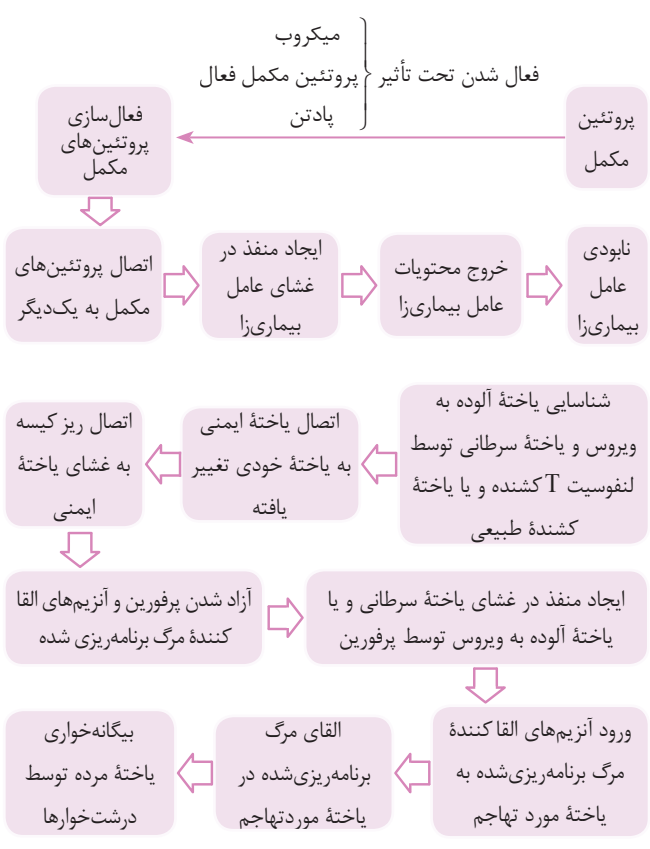 پروتئین
مکمل
فعال شدن تحت تأثیر
میکروب
پروتئین مکمل فعال
پادتن
فعال‌سازی
پروتئین‌های
مکمل
اتصال پروتئین‌های
مکمل به یک‌دیگر
ایجاد منفذ در
غشای عامل
بیماری‌زا
خروج محتویات
عامل بیماری‌زا
نابودی
عامل
بیماری‌زا
شناسایی یاختهٔ آلوده به
ویروس و یاختهٔ سرطانی توسط
لنفوسیت T کشنده و یا یاختهٔ
کشندهٔ طبیعی
اتصال یاختهٔ ایمنی
به یاختهٔ خودی تغییر
یافته
اتصال ریز کیسه
به غشای یاختهٔ
ایمنی
آزاد شدن پرفورین و آنزیم‌های القا
کنندهٔ مرگ برنامه‌ریزی شده
ایجاد منفذ در غشای یاختهٔ سرطانی و یا
یاختهٔ آلوده به ویروس توسط پرفورین
ورود آنزیم‌های القا کنندهٔ
مرگ برنامه‌ریزی‌شده به
یاختهٔ مورد تهاجم
القای مرگ
برنامه‌ریزی‌شده در
یاختهٔ موردتهاجم
بیگانه‌خواری
یاختهٔ مرده توسط
درشت‌خوارها